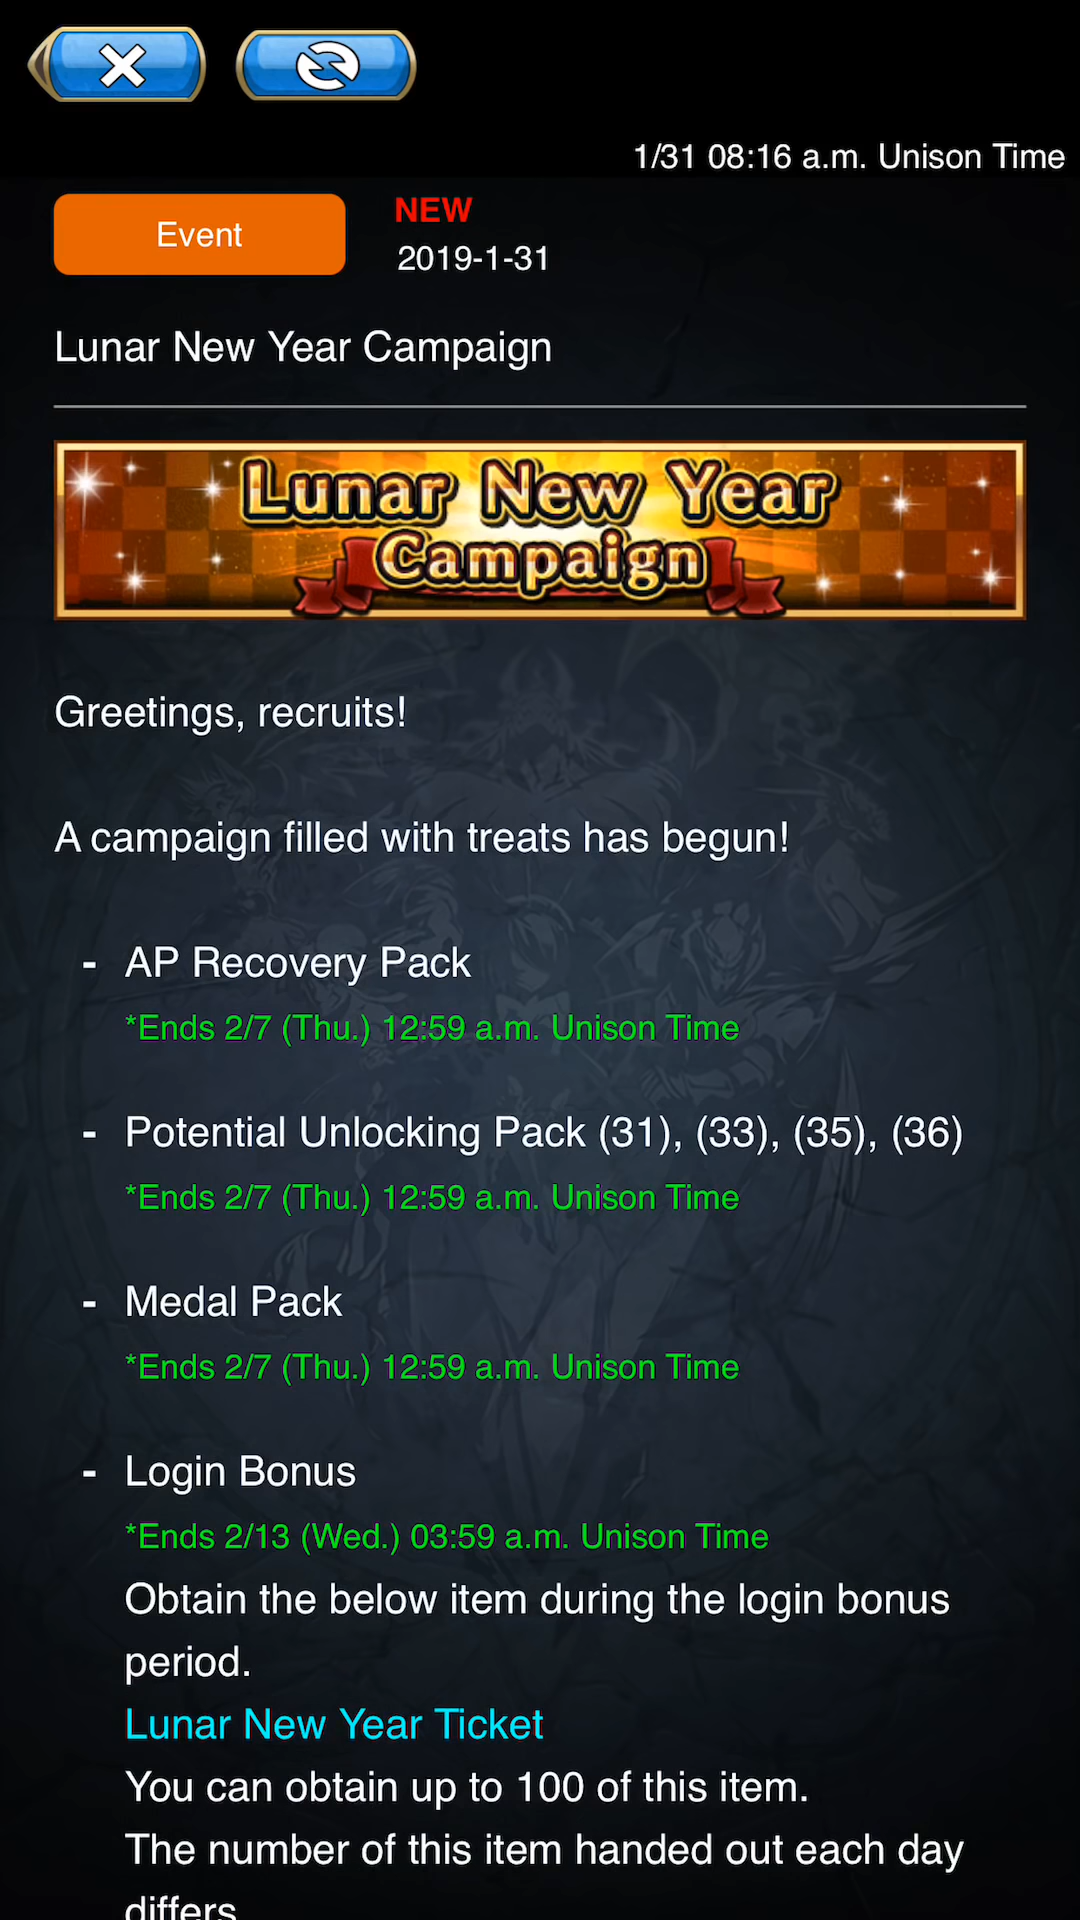 1/31 08:16 a.m. Unison Time
Event
NEW
2019-1-31
Lunar New Year Campaign
Lunar New Year
Campaign
Greetings, recruits!
A campaign filled with treats has begun!
- AP Recovery Pack
*Ends 2/7 (Thu.) 12:59 a.m. Unison Time
- Potential Unlocking Pack (31), (33), (35), (36)
*Ends 2/7 (Thu.) 12:59 a.m. Unison Time
- Medal Pack
*Ends 2/7 (Thu.) 12:59 a.m. Unison Time
- Login Bonus
*Ends 2/13 (Wed.) 03:59 a.m. Unison Time
Obtain the below item during the login bonus
period.
Lunar New Year Ticket
You can obtain up to 100 of this item.
The number of this item handed out each day
differs